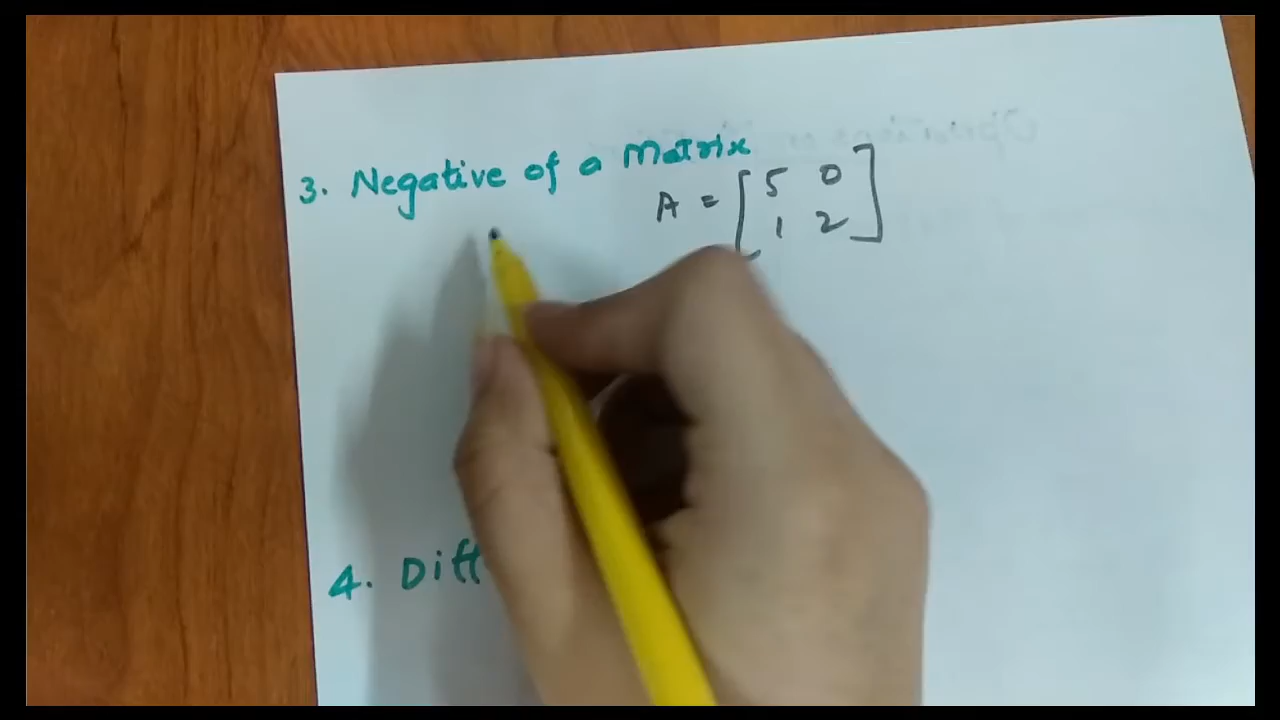 3. Negative of a Matrix
A = [ 5 0
1 2 ]
4. Diff